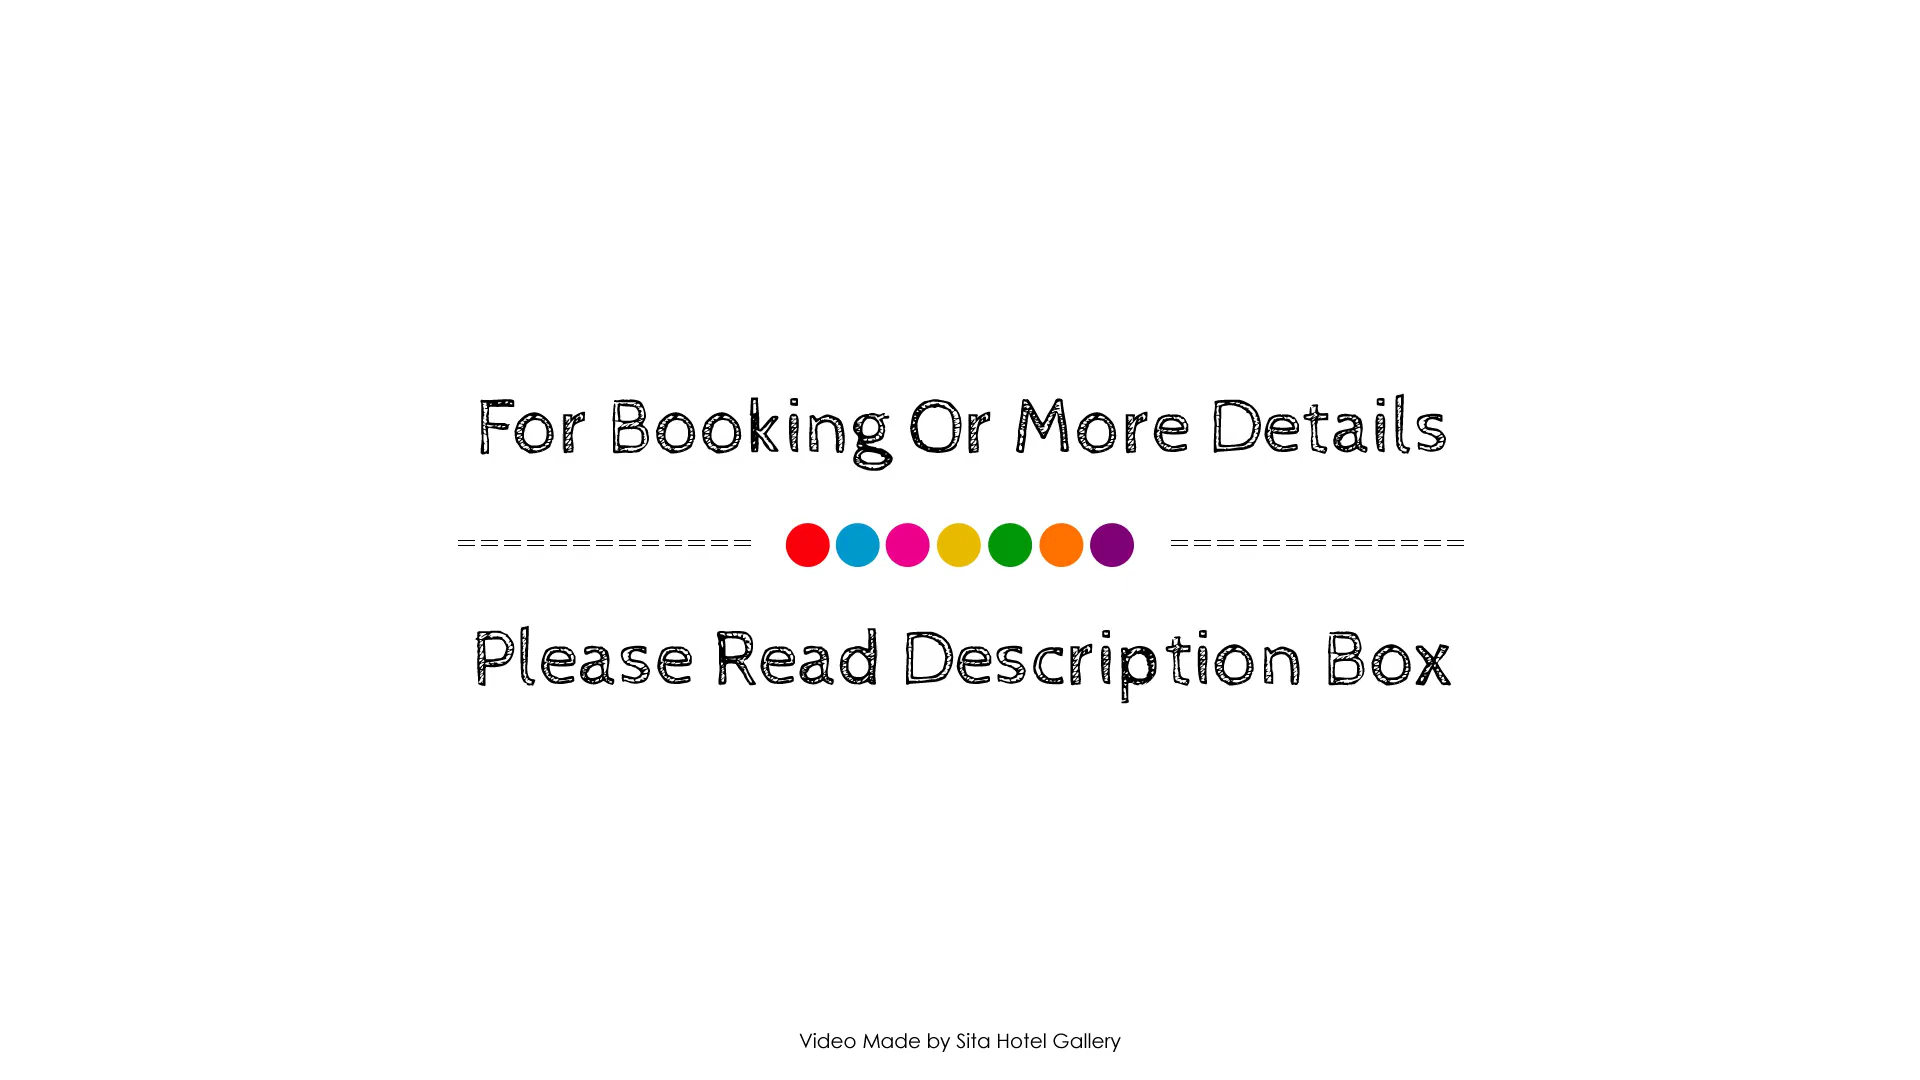 For Booking Or More Details
============= =============
Please Read Description Box
Video Made by Sita Hotel Gallery